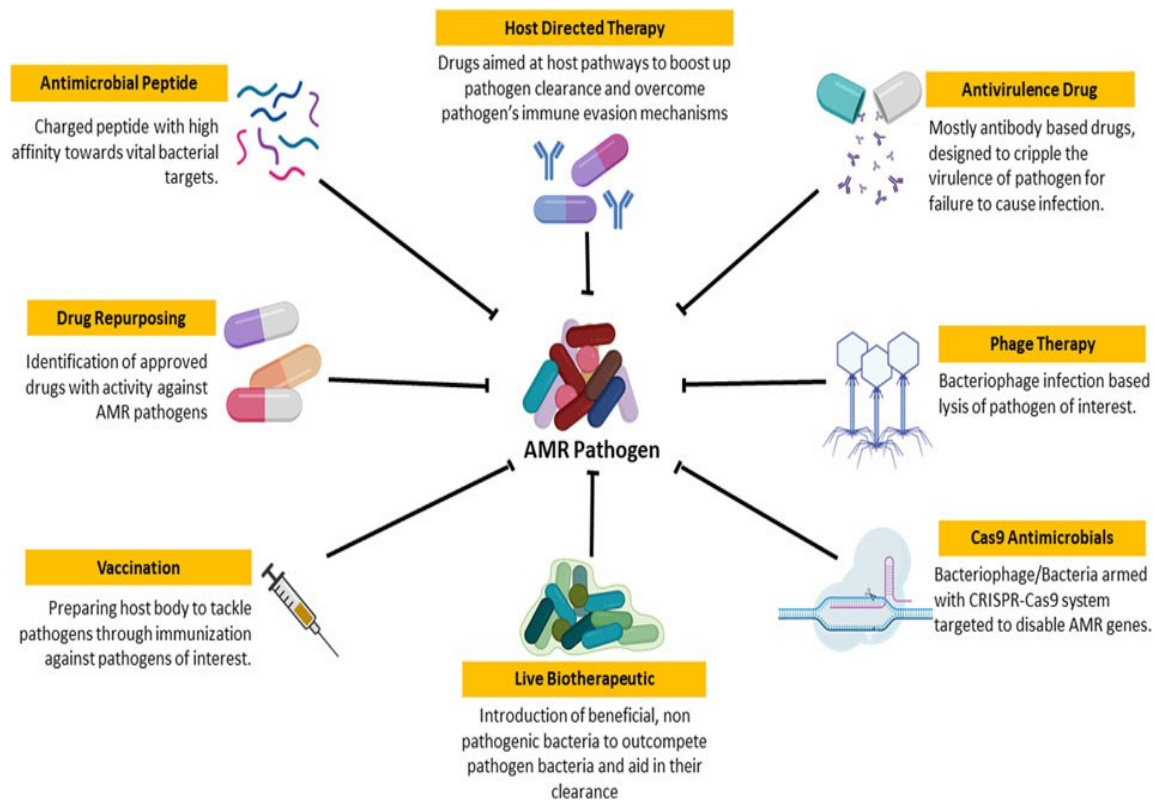 Host Directed Therapy
Drugs aimed at host pathways to boost up
pathogen clearance and overcome
pathogen's immune evasion mechanisms
Antimicrobial Peptide
Charged peptide with high
affinity towards vital bacterial
targets.
Antivirulence Drug
Mostly antibody based drugs,
designed to cripple the
virulence of pathogen for
failure to cause infection.
Drug Repurposing
Identification of approved
drugs with activity against
AMR pathogens
AMR Pathogen
Phage Therapy
Bacteriophage infection based
lysis of pathogen of interest.
Vaccination
Preparing host body to tackle
pathogens through immunization
against pathogens of interest.
Live Biotherapeutic
Introduction of beneficial, non
pathogenic bacteria to outcompete
pathogen bacteria and aid in their
clearance
Cas9 Antimicrobials
Bacteriophage/Bacteria armed
with CRISPR-Cas9 system
targeted to disable AMR genes.